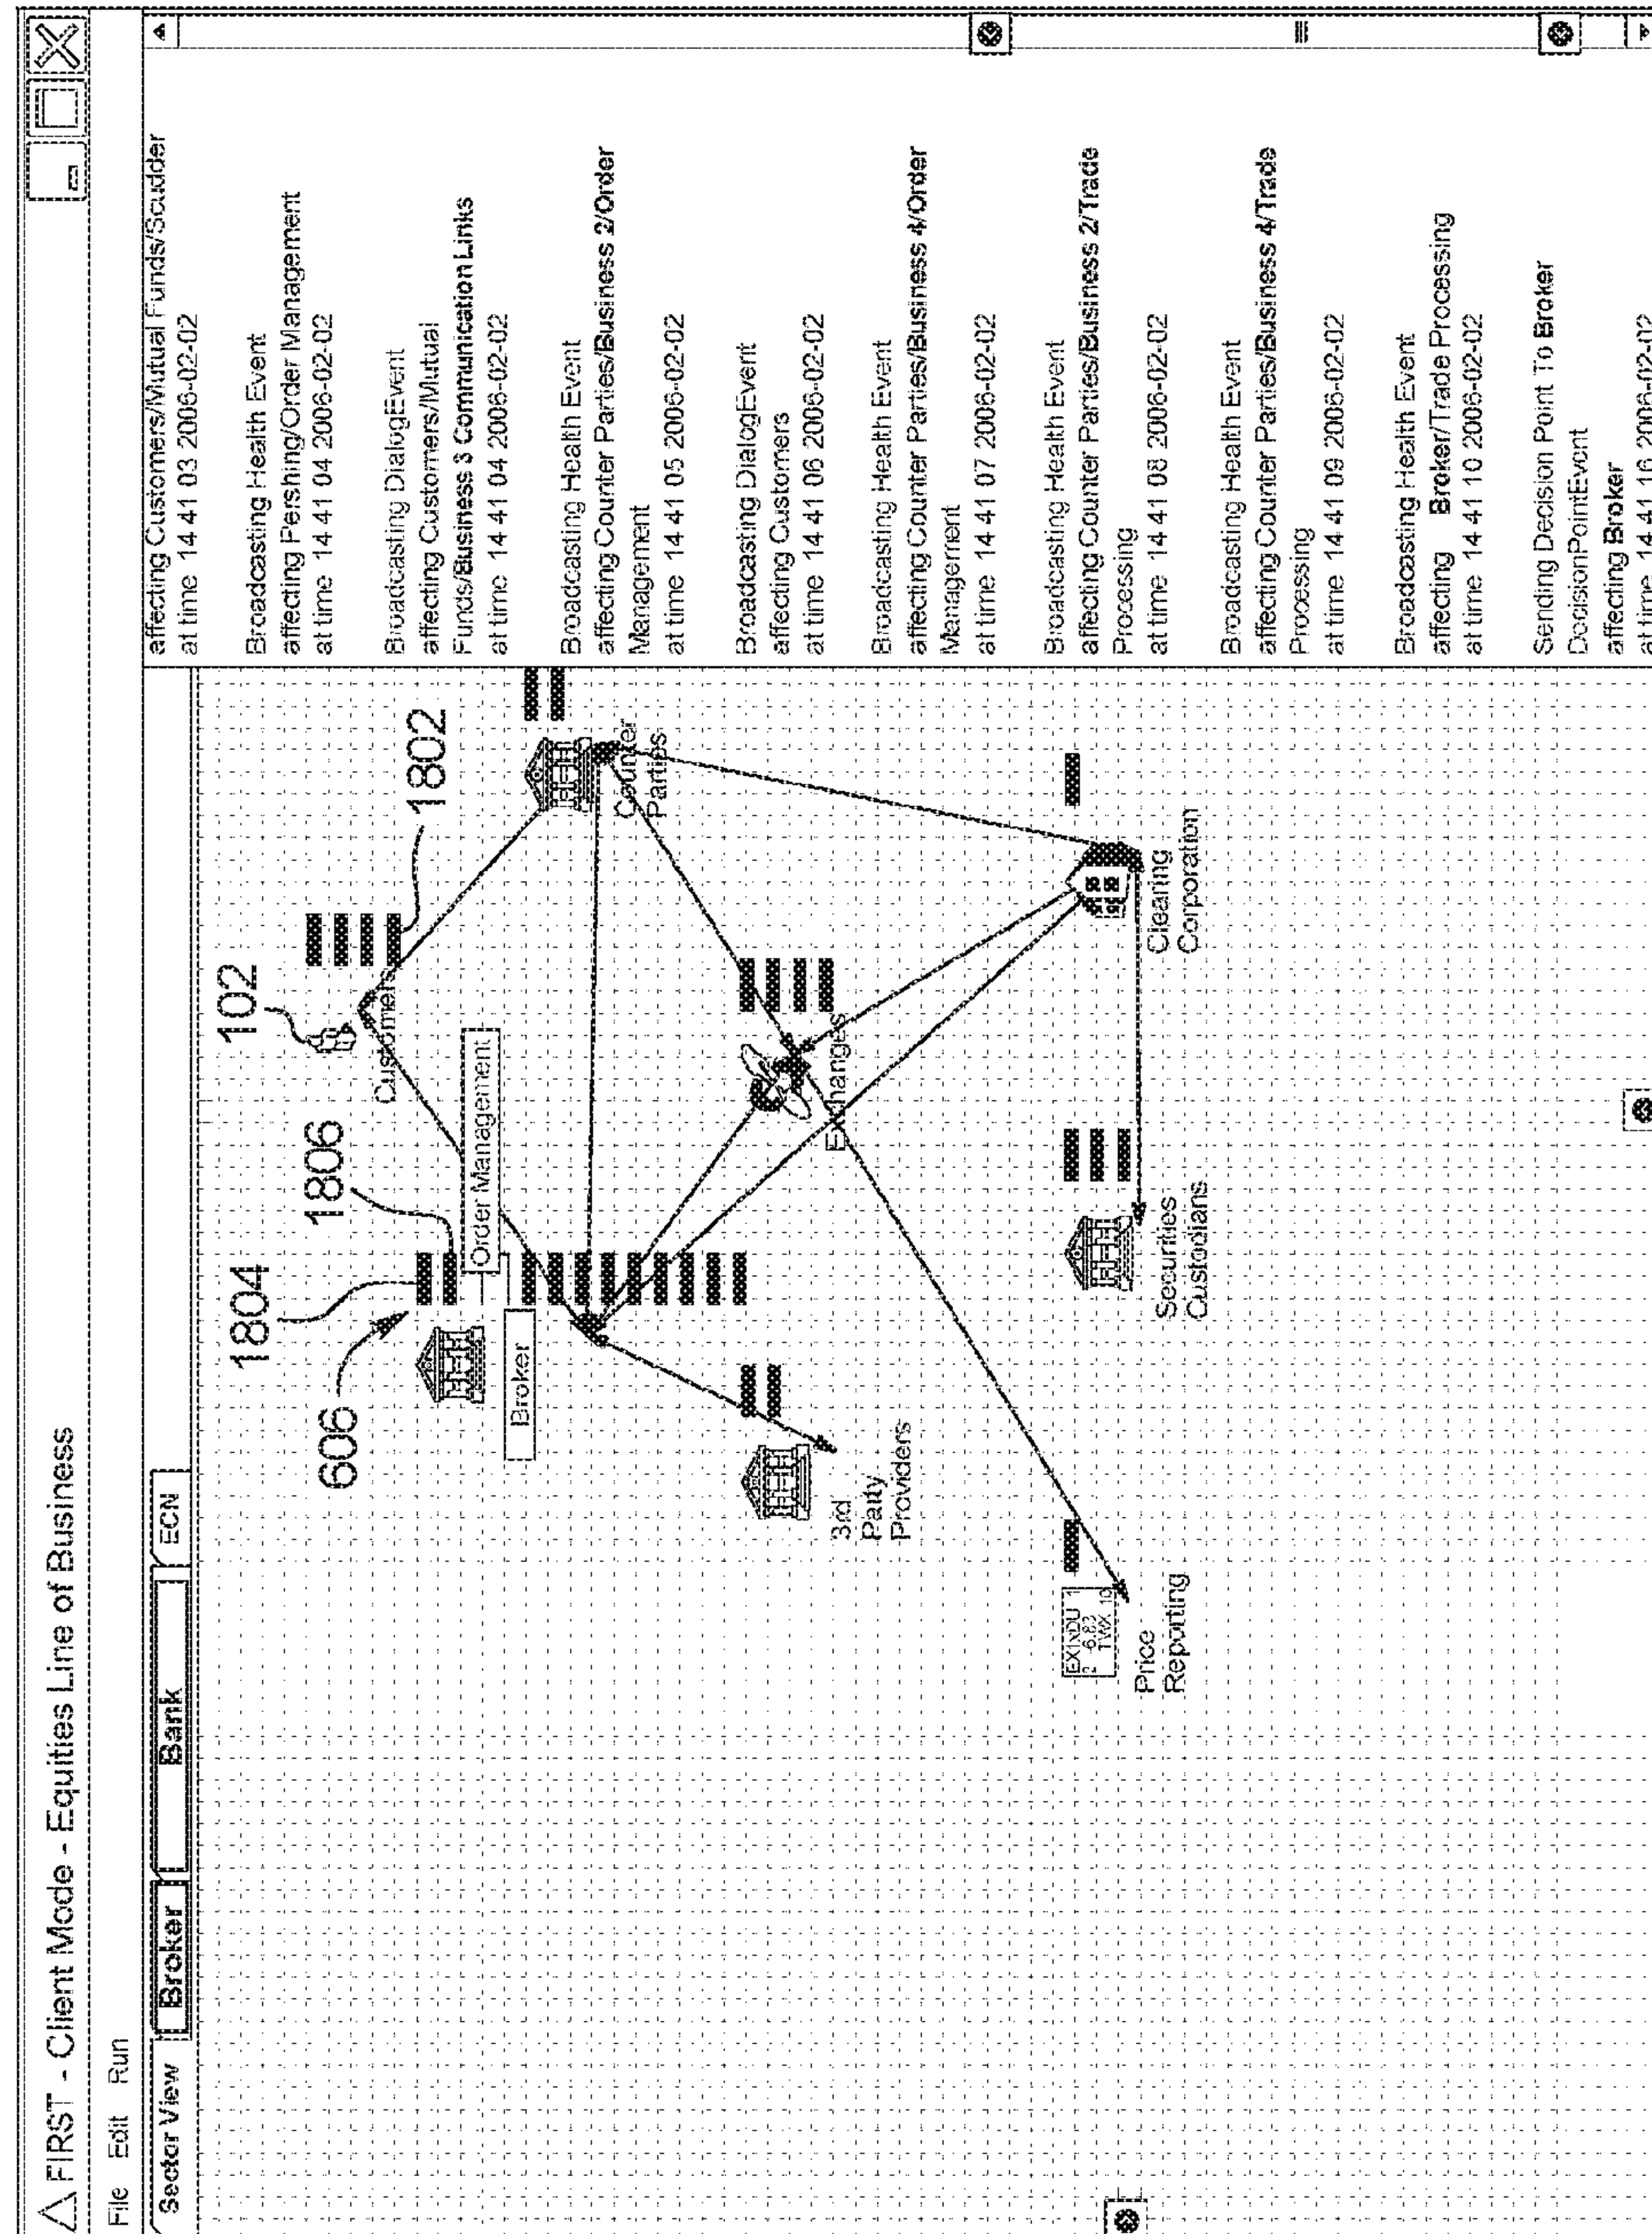 FIRST - Client Mode - Equities Line of Business
File Edit Run
Sector View Broker Bank ECN
102
1802
1804
1806
606
Customers
Order Management
Broker
Counter
Parties
Exchanges
3rd
Party
Providers
Clearing
Corporation
Securities
Custodians
Price
Reporting
affecting Customers/Mutual Funds/Scudder
at time 14 41 03 2006-02-02
Broadcasting Health Event
affecting Pershing/Order Management
at time 14 41 04 2006-02-02
Broadcasting DialogEvent
affecting Customers/Mutual
Funds/Business 3 Communication Links
at time 14 41 04 2006-02-02
Broadcasting Health Event
affecting Counter Parties/Business 2/Order
Management
at time 14 41 05 2006-02-02
Broadcasting DialogEvent
affecting Customers
at time 14 41 06 2006-02-02
Broadcasting Health Event
affecting Counter Parties/Business 4/Order
Management
at time 14 41 07 2006-02-02
Broadcasting Health Event
affecting Counter Parties/Business 2/Trade
Processing
at time 14 41 08 2006-02-02
Broadcasting Health Event
affecting Counter Parties/Business 4/Trade
Processing
at time 14 41 09 2006-02-02
Broadcasting Health Event
affecting Broker/Trade Processing
at time 14 41 10 2006-02-02
Sending Decision Point To Broker
DecisionPointEvent
affecting Broker
at time 14 41 16 2006-02-02